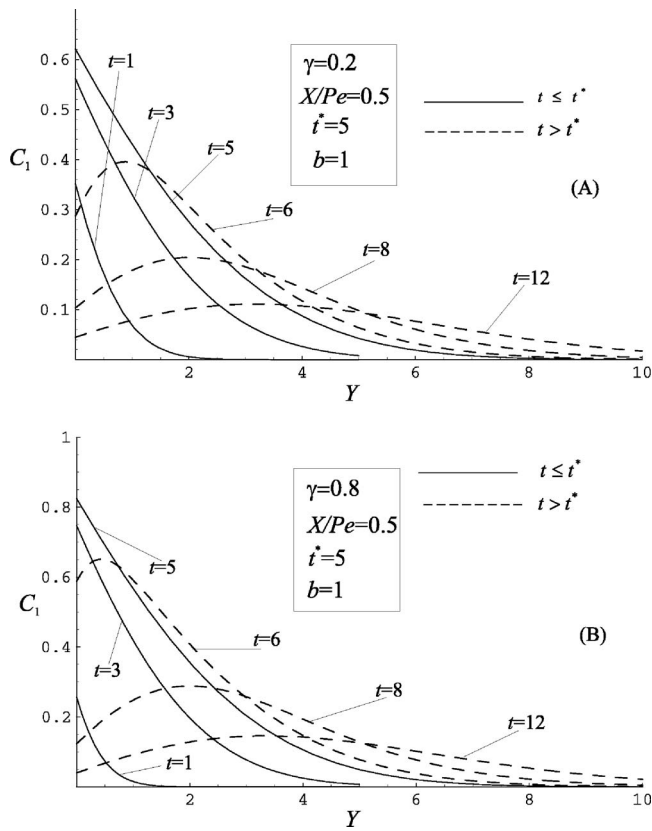 0.6
0.5
0.4
0.3
0.2
0.1
C₁
t=1
t=3
t=5
t=6
t=8
t=12
γ=0.2
X/Pe=0.5
t*=5
b=1
t ≤ t*
t > t*
(A)
2 4 6 8 10
Y
1
0.8
0.6
0.4
0.2
C₁
t=5
t=3
t=1
t=6
t=8
t=12
γ=0.8
X/Pe=0.5
t*=5
b=1
t ≤ t*
t > t*
(B)
2 4 6 8 10
Y